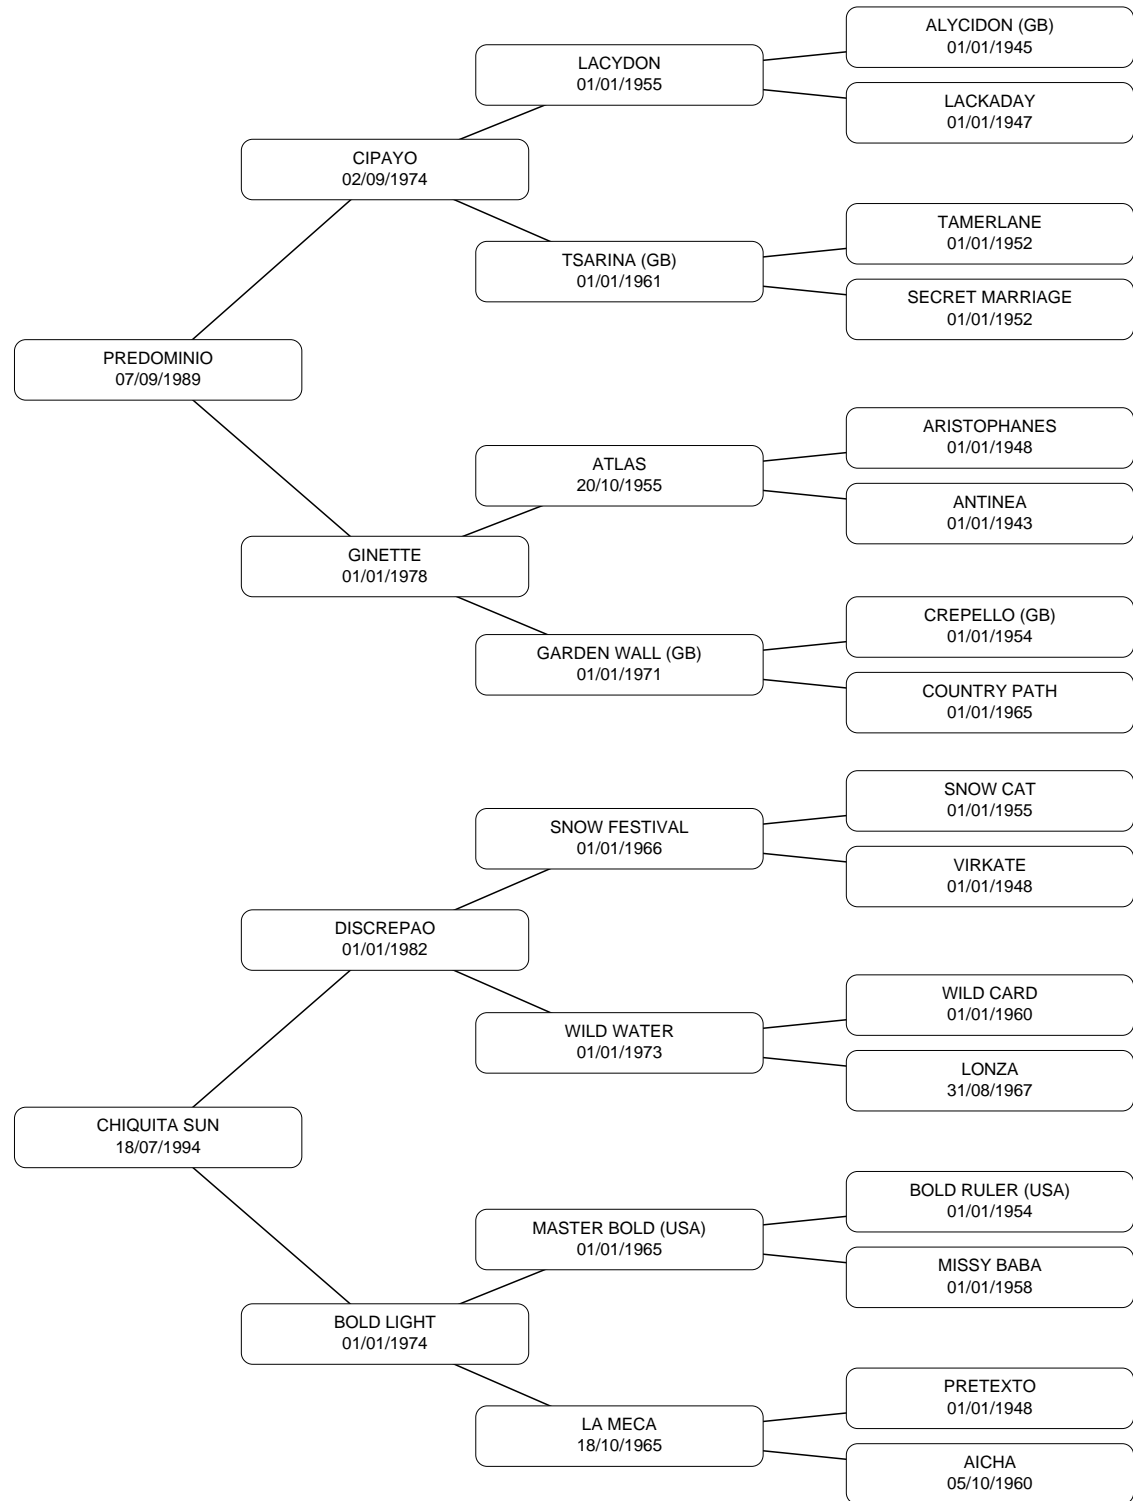 ALYCIDON (GB)
01/01/1945
LACYDON
01/01/1955
LACKADAY
01/01/1947
CIPAYO
02/09/1974
TAMERLANE
01/01/1952
TSARINA (GB)
01/01/1961
SECRET MARRIAGE
01/01/1952
PREDOMINIO
07/09/1989
ARISTOPHANES
01/01/1948
ATLAS
20/10/1955
ANTINEA
01/01/1943
GINETTE
01/01/1978
CREPELLO (GB)
01/01/1954
GARDEN WALL (GB)
01/01/1971
COUNTRY PATH
01/01/1965
SNOW CAT
01/01/1955
SNOW FESTIVAL
01/01/1966
VIRKATE
01/01/1948
DISCREPAO
01/01/1982
WILD CARD
01/01/1960
WILD WATER
01/01/1973
LONZA
31/08/1967
CHIQUITA SUN
18/07/1994
BOLD RULER (USA)
01/01/1954
MASTER BOLD (USA)
01/01/1965
MISSY BABA
01/01/1958
BOLD LIGHT
01/01/1974
PRETEXTO
01/01/1948
LA MECA
18/10/1965
AICHA
05/10/1960